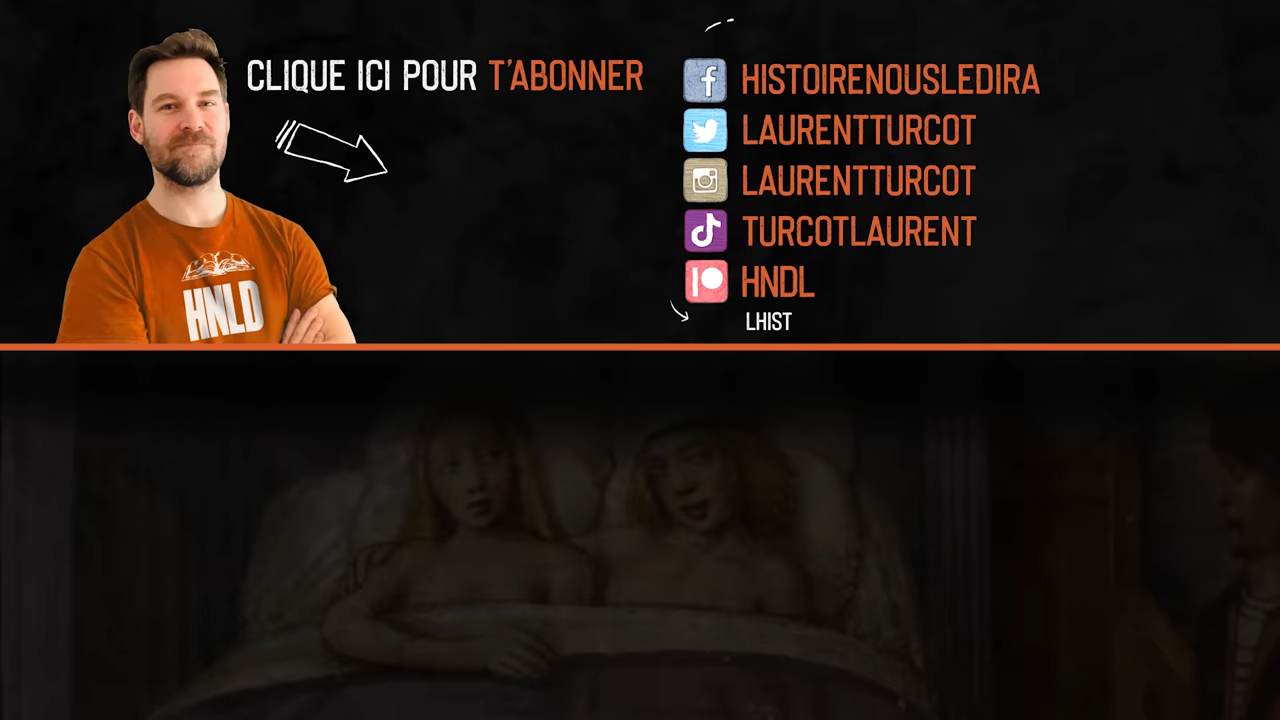 CLIQUE ICI POUR T'ABONNER
HNLD
HISTOIRENOUSLEDIRA
LAURENTTURCOT
LAURENTTURCOT
TURCOTLAURENT
HNDL
LHIST